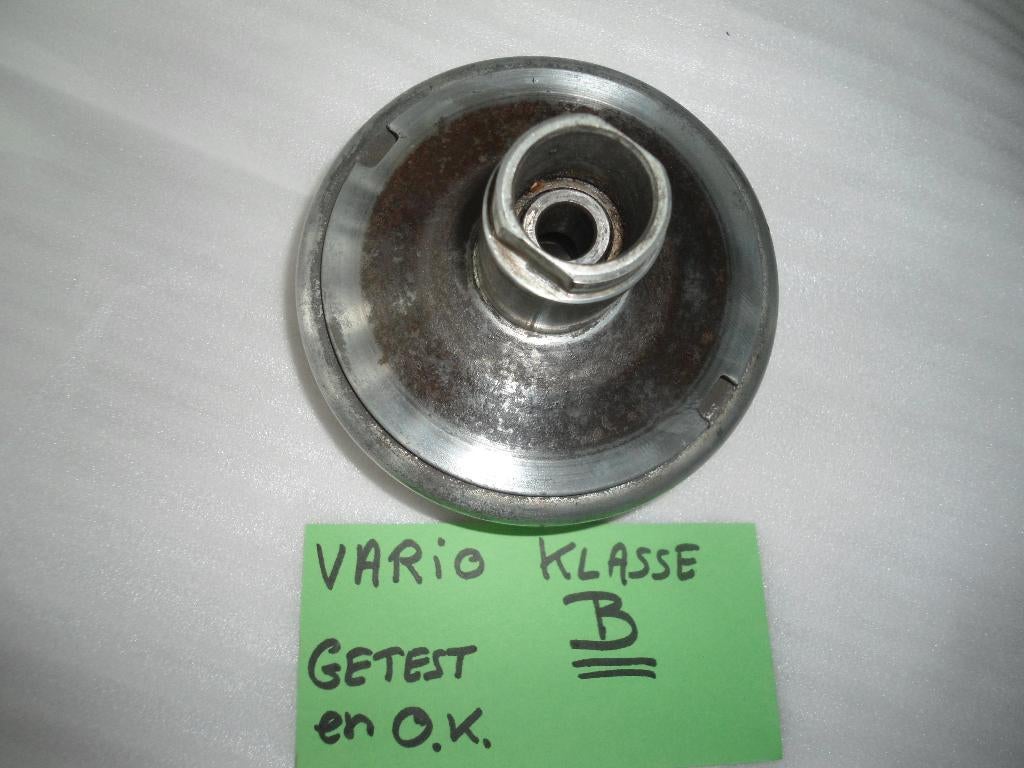 VARiO KLASSE
B
GETEST
en O.K.